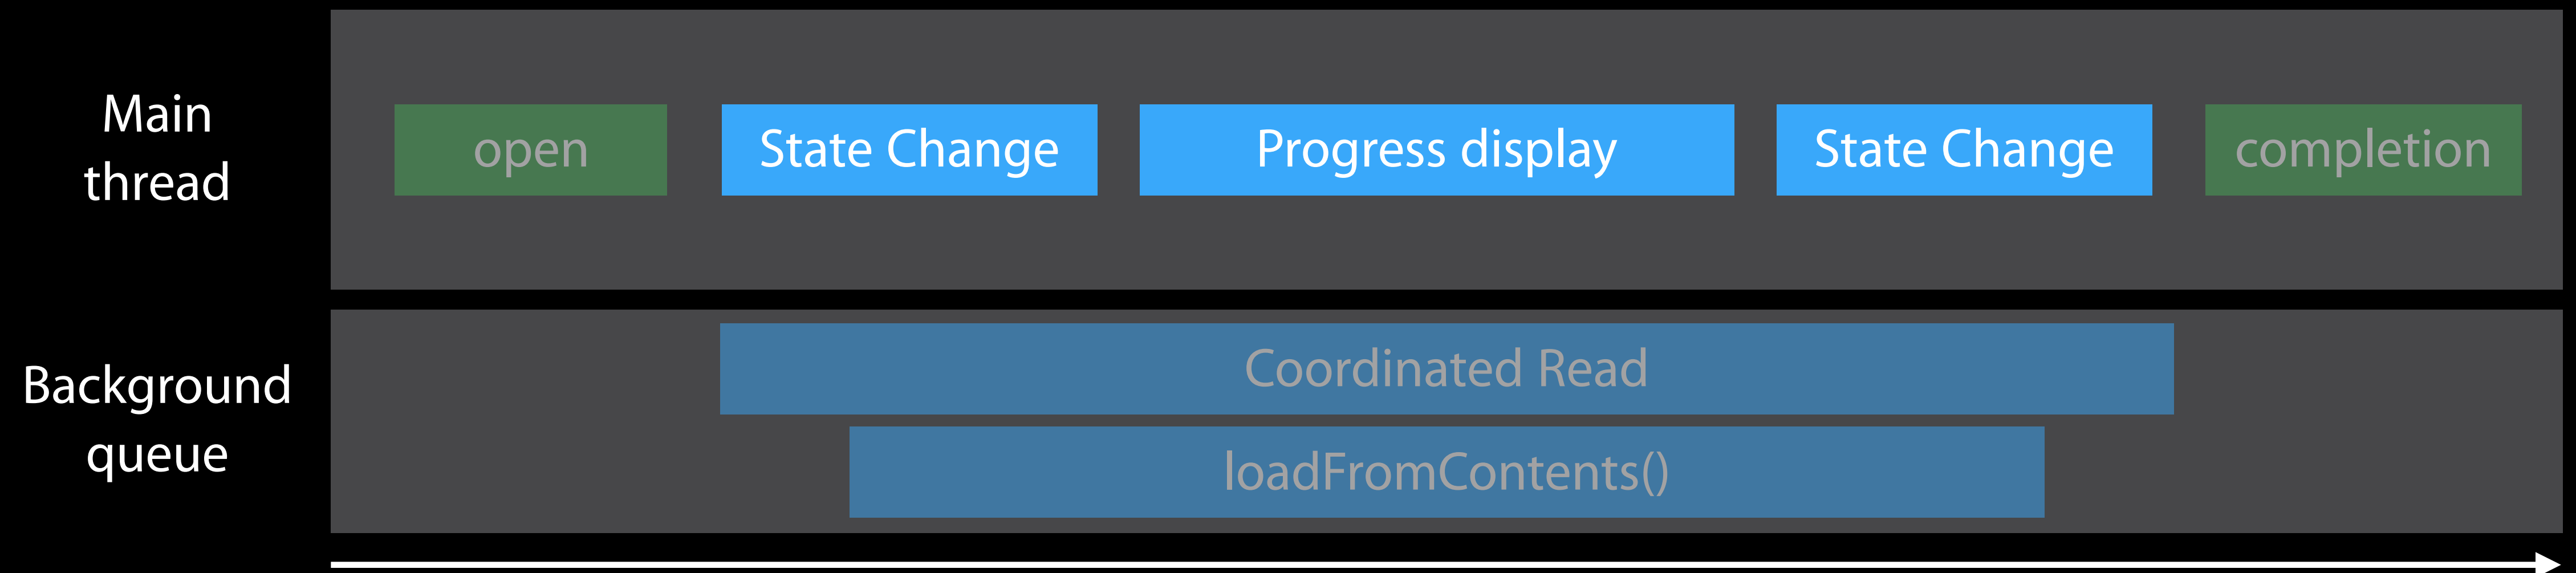 Main
thread
open
State Change
Progress display
State Change
completion
Background
queue
Coordinated Read
loadFromContents()